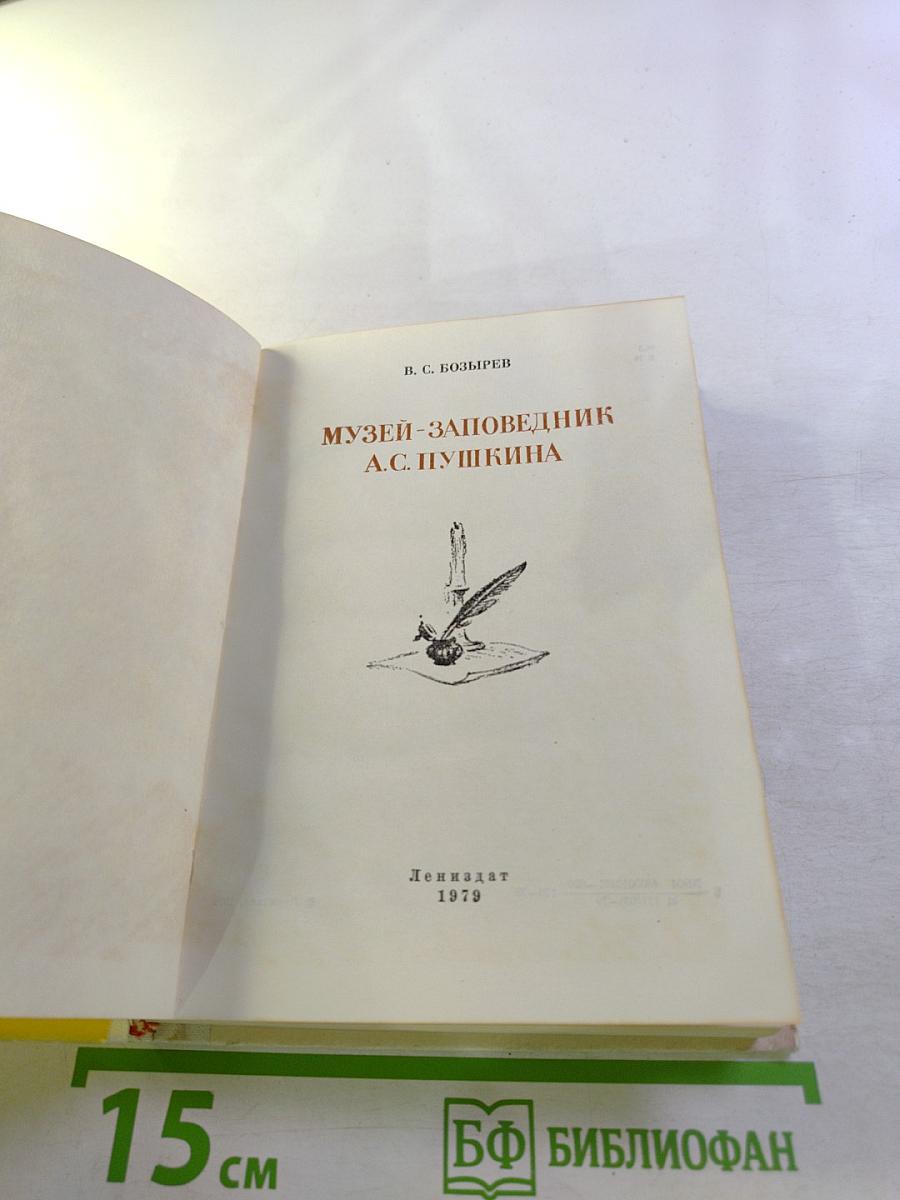 В. С. БОЗЫРЕВ
МУЗЕЙ-ЗАПОВЕДНИК
А.С. ПУШКИНА
Лениздат
1979
15 см
БФ БИБЛИОФАН